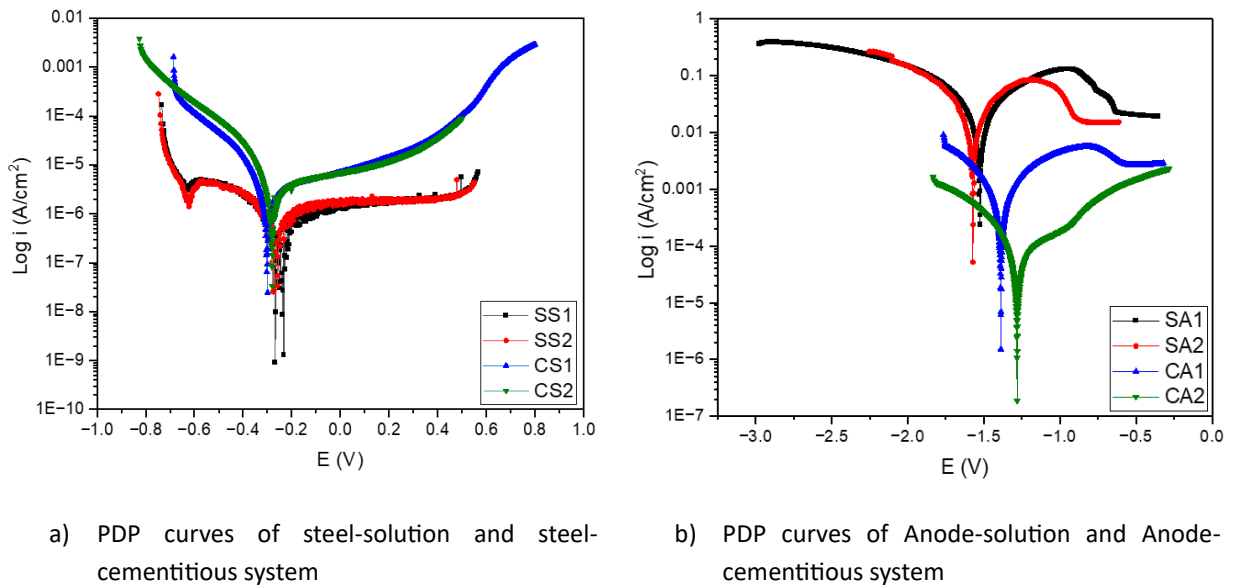 0.01
0.001
1E−4
1E−5
1E−6
1E−7
1E−8
1E−9
1E−10
Log i (A/cm²)
−1.0 −0.8 −0.6 −0.4 −0.2 0.0 0.2 0.4 0.6 0.8 1.0
E (V)
SS1
SS2
CS1
CS2
a) PDP curves of steel-solution and steel-
cementitious system
1
0.1
0.01
0.001
1E−4
1E−5
1E−6
1E−7
Log i (A/cm²)
−3.0 −2.5 −2.0 −1.5 −1.0 −0.5 0.0
E (V)
SA1
SA2
CA1
CA2
b) PDP curves of Anode-solution and Anode-
cementitious system